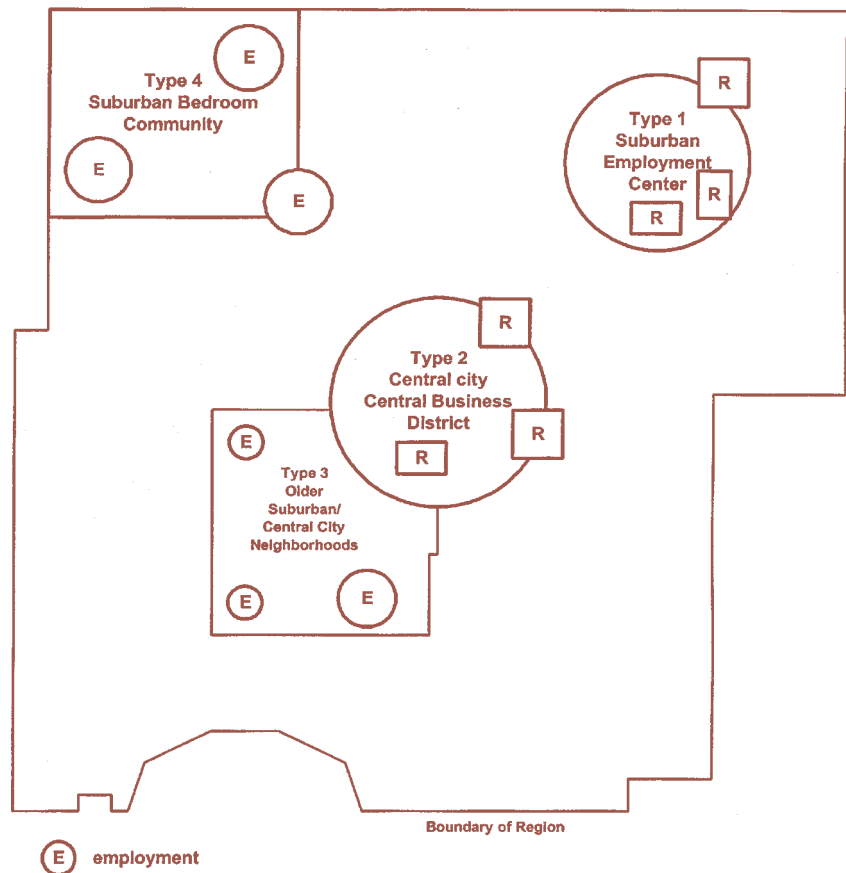 E
Type 4
Suburban Bedroom
Community
E
E
R
Type 1
Suburban
Employment
Center
R
R
R
Type 2
Central city
Central Business
District
R
R
E
Type 3
Older
Suburban/
Central City
Neighborhoods
E
E
Boundary of Region
E employment